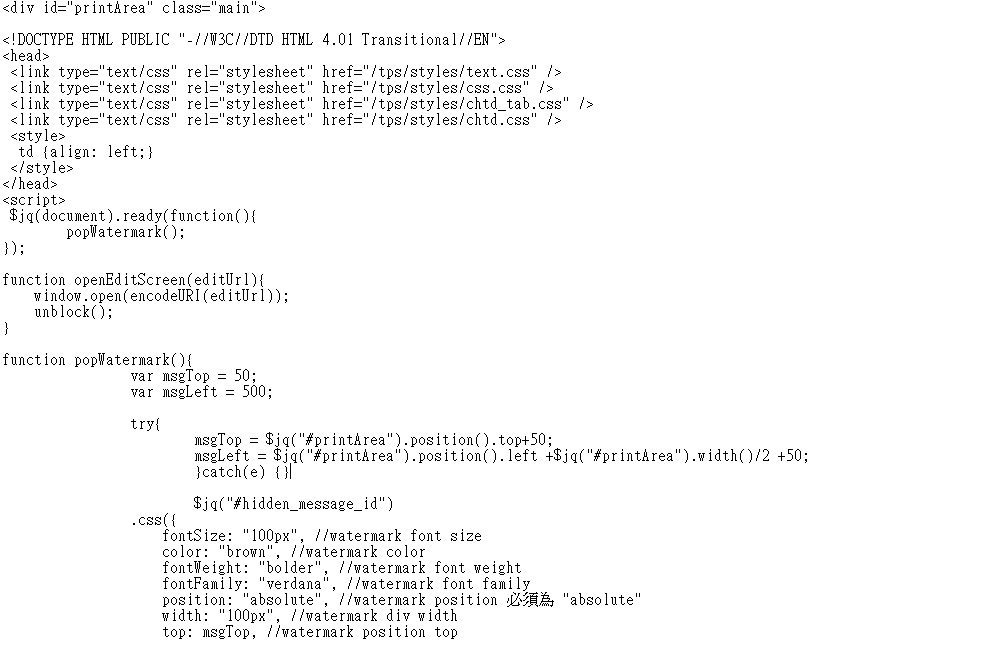 <div id="printArea" class="main">
<!DOCTYPE HTML PUBLIC "-//W3C//DTD HTML 4.01 Transitional//EN">
<head>
<link type="text/css" rel="stylesheet" href="/tps/styles/text.css" />
<link type="text/css" rel="stylesheet" href="/tps/styles/css.css" />
<link type="text/css" rel="stylesheet" href="/tps/styles/chtd_tab.css" />
<link type="text/css" rel="stylesheet" href="/tps/styles/chtd.css" />
<style>
td {align: left;}
</style>
</head>
<script>
$jq(document).ready(function(){
popWatermark();
});
function openEditScreen(editUrl){
window.open(encodeURI(editUrl));
unblock();
}
function popWatermark(){
var msgTop = 50;
var msgLeft = 500;
try{
msgTop = $jq("#printArea").position().top+50;
msgLeft = $jq("#printArea").position().left +$jq("#printArea").width()/2 +50;
}catch(e) {}
$jq("#hidden_message_id")
.css({
fontSize: "100px", //watermark font size
color: "brown", //watermark color
fontWeight: "bolder", //watermark font weight
fontFamily: "verdana", //watermark font family
position: "absolute", //watermark position 必須為 "absolute"
width: "100px", //watermark div width
top: msgTop, //watermark position top